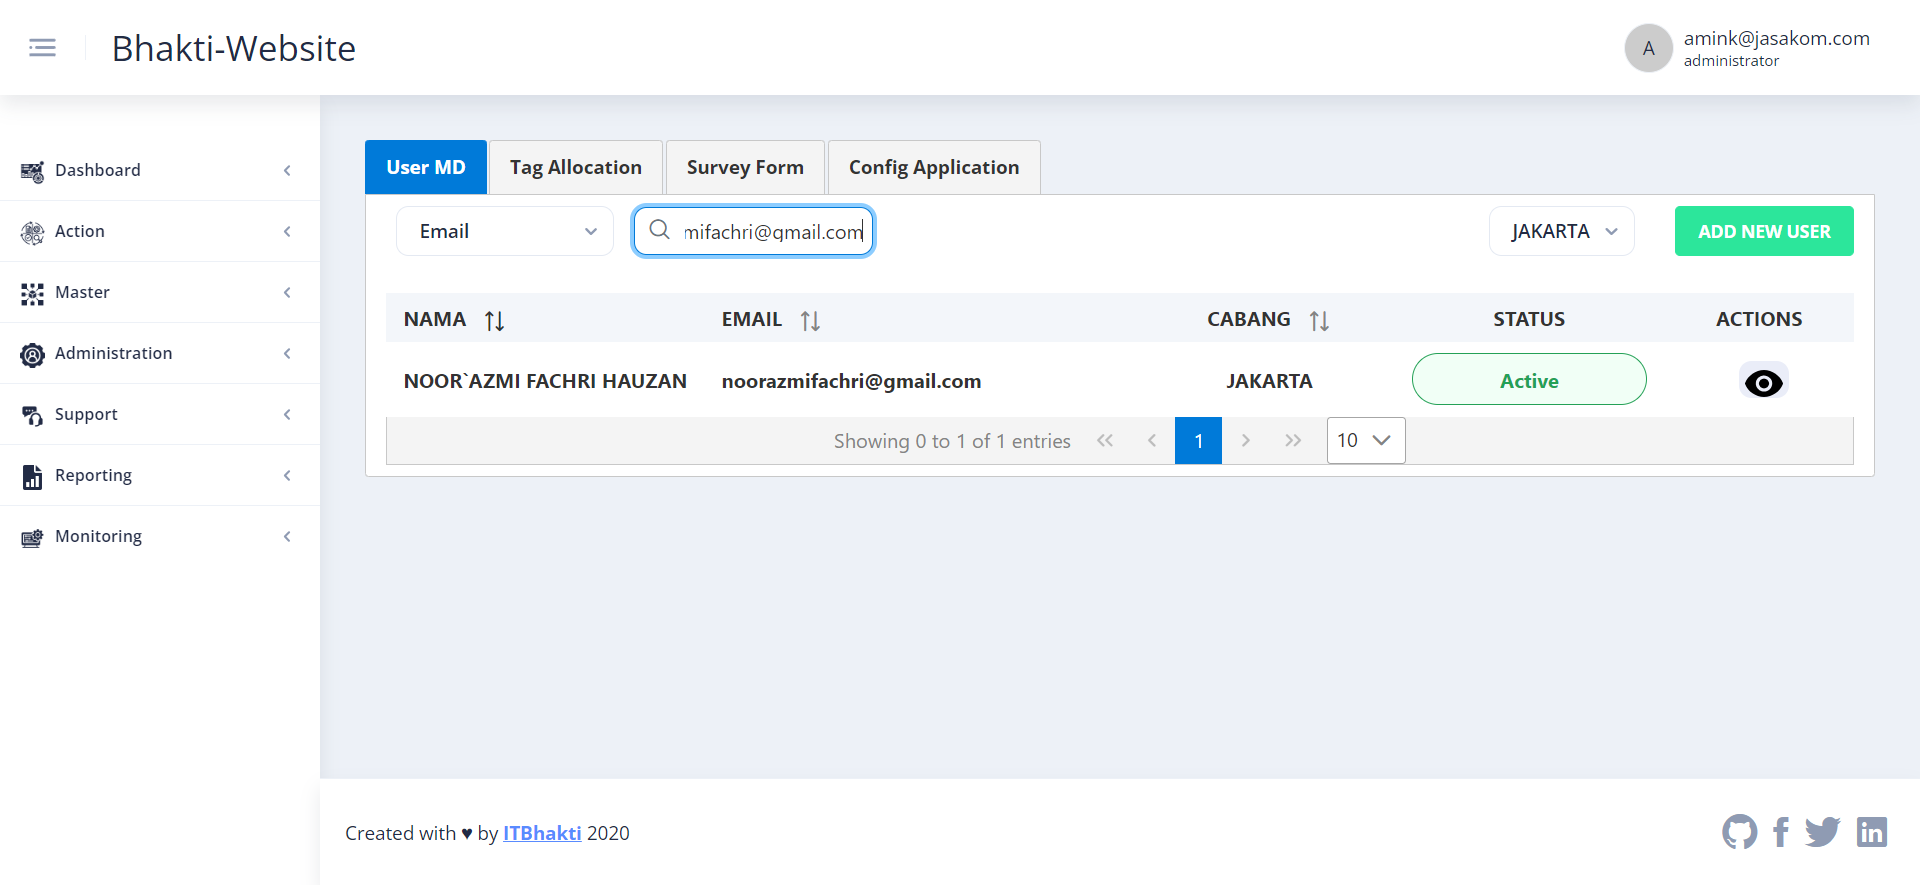 Bhakti-Website
A
amink@jasakom.com
administrator
Dashboard
Action
Master
Administration
Support
Reporting
Monitoring
User MD
Tag Allocation
Survey Form
Config Application
Email
mifachri@gmail.com
JAKARTA
ADD NEW USER
NAMA EMAIL CABANG STATUS ACTIONS
NOOR`AZMI FACHRI HAUZAN noorazmifachri@gmail.com JAKARTA Active
Showing 0 to 1 of 1 entries 1 10
Created with ♥ by ITBhakti 2020